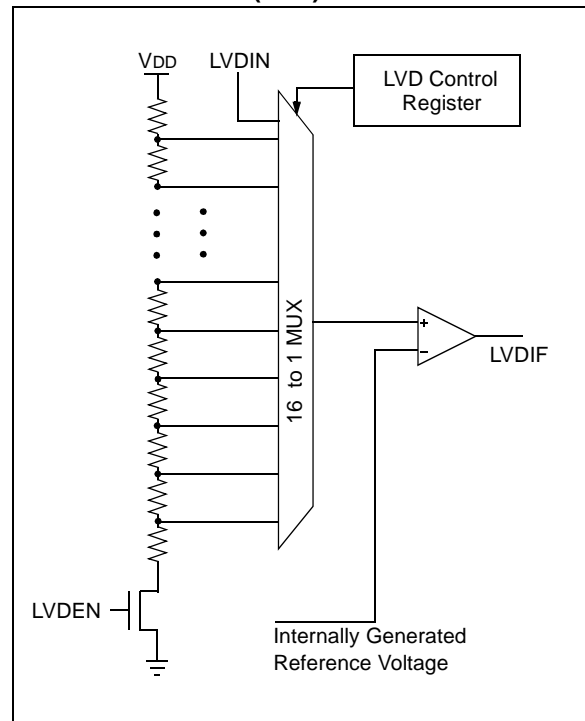 VDD
LVDIN
LVD Control
Register
16 to 1 MUX
+
−
LVDIF
LVDEN
Internally Generated
Reference Voltage